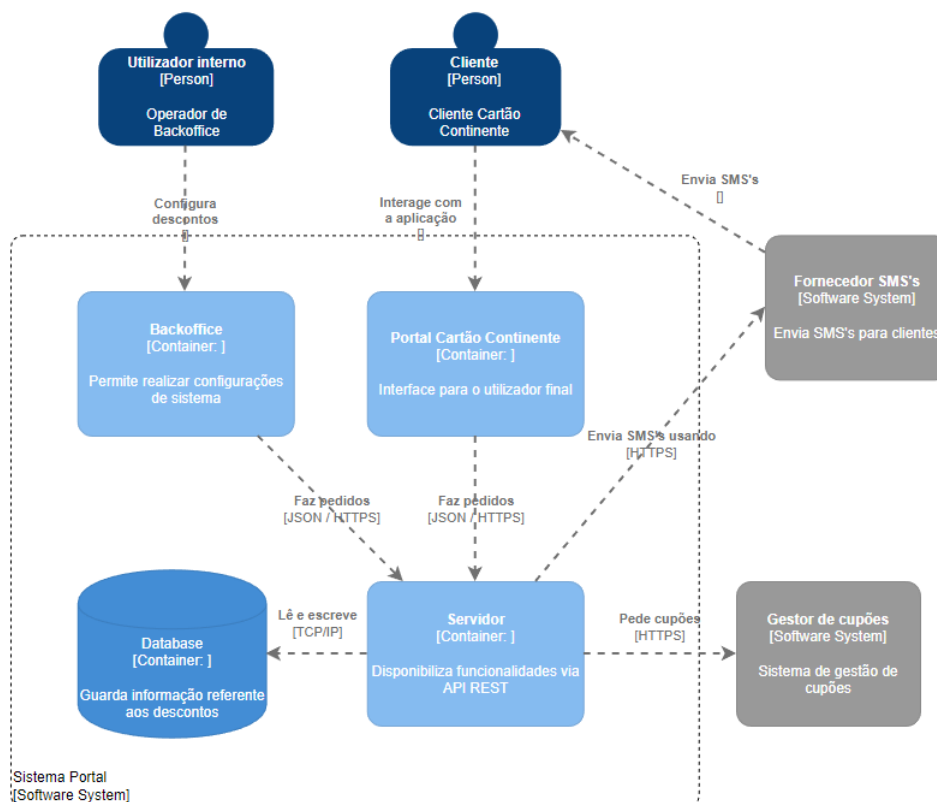 Utilizador interno
[Person]
Operador de
Backoffice
Cliente
[Person]
Cliente Cartão
Continente
Envia SMS's
[]
Configura
descontos
[]
Interage com
a aplicação
[]
Fornecedor SMS's
[Software System]
Envia SMS's para clientes
Backoffice
[Container: ]
Permite realizar configurações
de sistema
Portal Cartão Continente
[Container: ]
Interface para o utilizador final
Envia SMS's usando
[HTTPS]
Faz pedidos
[JSON / HTTPS]
Faz pedidos
[JSON / HTTPS]
Database
[Container: ]
Guarda informação referente
aos descontos
Lê e escreve
[TCP/IP]
Servidor
[Container: ]
Disponibiliza funcionalidades via
API REST
Pede cupões
[HTTPS]
Gestor de cupões
[Software System]
Sistema de gestão de
cupões
Sistema Portal
[Software System]